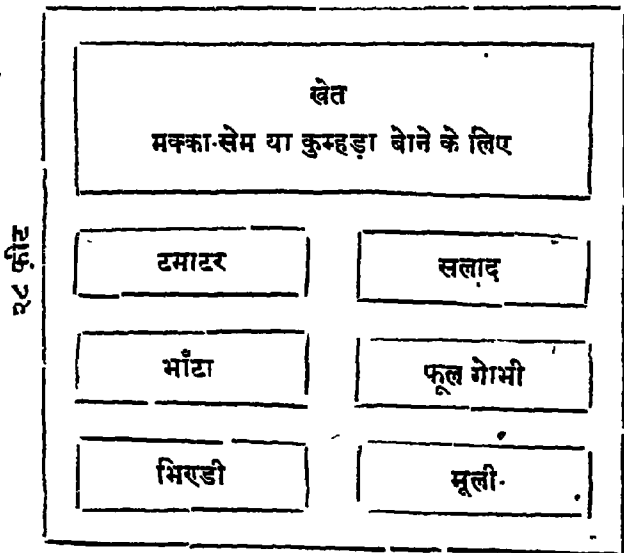 खेत
मक्का-सेम या कुम्हड़ा बोने के लिए
२८ फ़ीट
टमाटर सलाद
भाँटा फूल गोभी
भिण्डी मूली